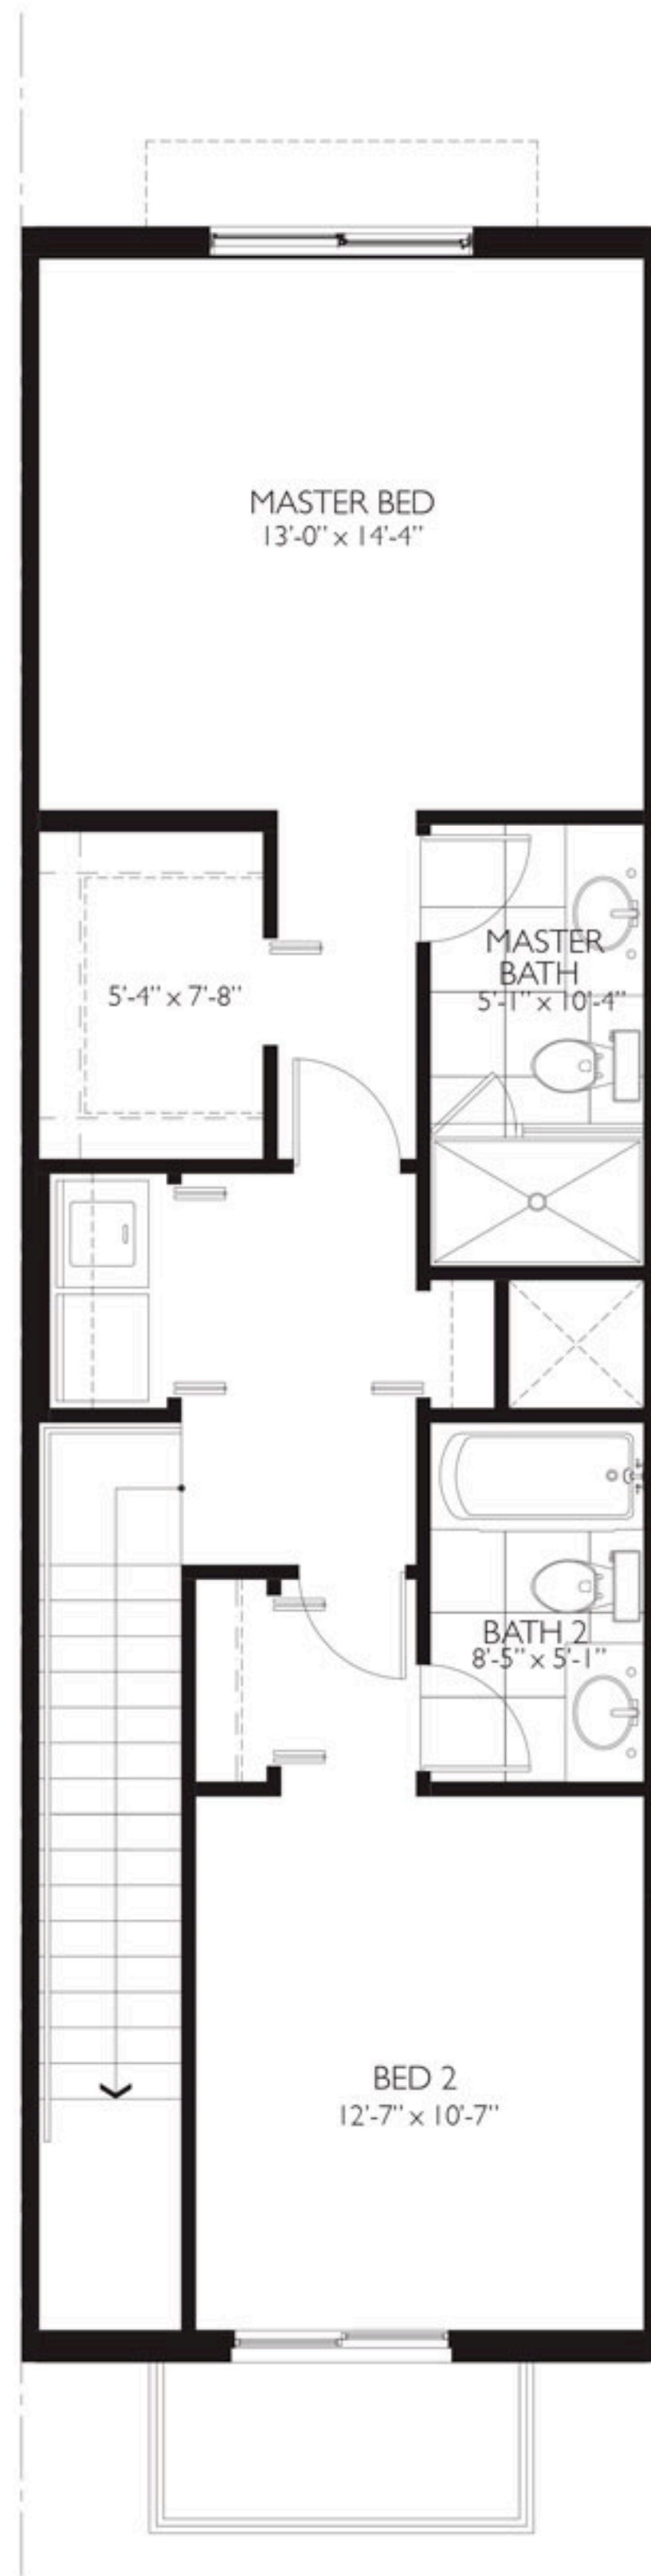 MASTER BED
13'-0" x 14'-4"
MASTER
BATH
5'-1" x 10'-4"
5'-4" x 7'-8"
BATH 2
8'-5" x 5'-1"
BED 2
12'-7" x 10'-7"